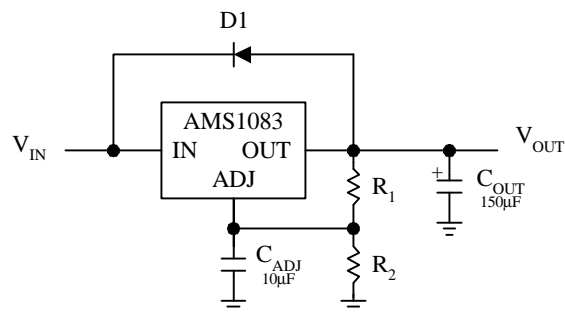 D1
AMS1083
V_IN
IN OUT
V_OUT
ADJ
R_1
+
C_OUT
150µF
C_ADJ
10µF
R_2